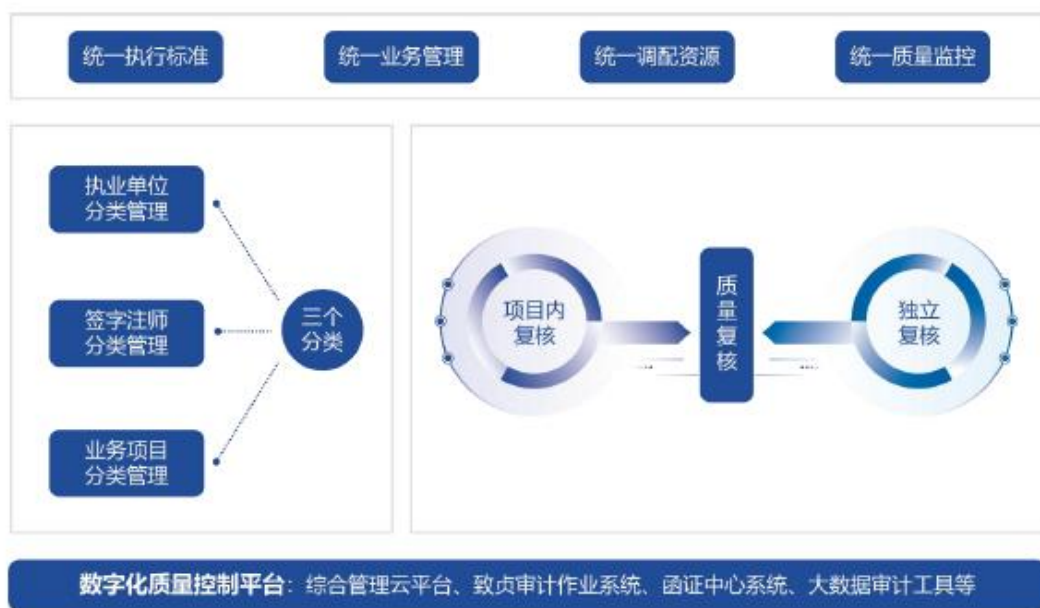 统一执行标准
统一业务管理
统一调配资源
统一质量监控
执业单位
分类管理
签字注师
分类管理
业务项目
分类管理
三个
分类
项目内
复核
质
量
复
核
独立
复核
数字化质量控制平台：综合管理云平台、致贞审计作业系统、函证中心系统、大数据审计工具等